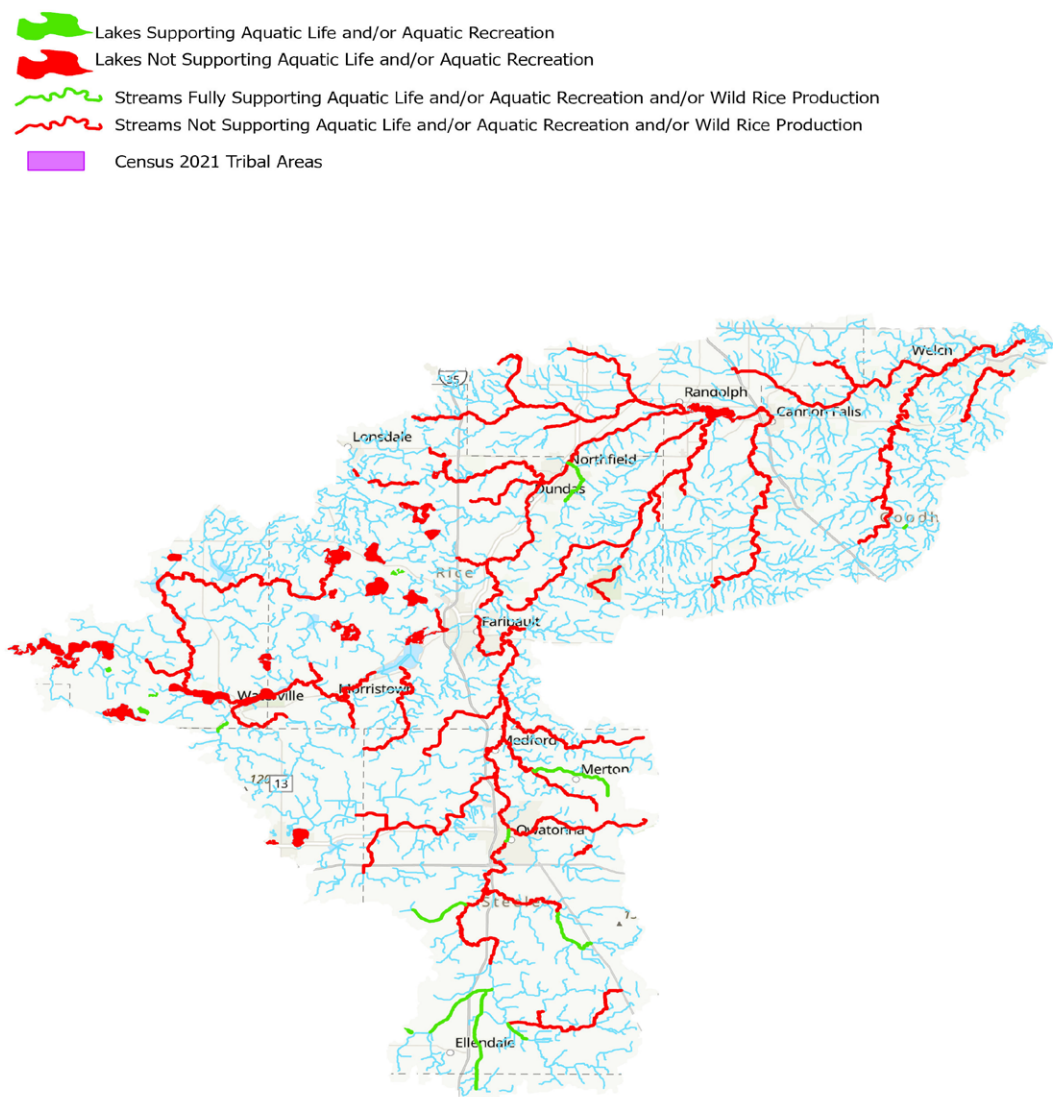 Lakes Supporting Aquatic Life and/or Aquatic Recreation
Lakes Not Supporting Aquatic Life and/or Aquatic Recreation
Streams Fully Supporting Aquatic Life and/or Aquatic Recreation and/or Wild Rice Production
Streams Not Supporting Aquatic Life and/or Aquatic Recreation and/or Wild Rice Production
Census 2021 Tribal Areas
Welch
35
Randolph
Cannon Falls
Lonsdale
Northfield
Dundas
Goodh
Rice
Faribault
Morristown
Waterville
Medford
Merton
13
Owatonna
Steele
Ellendale